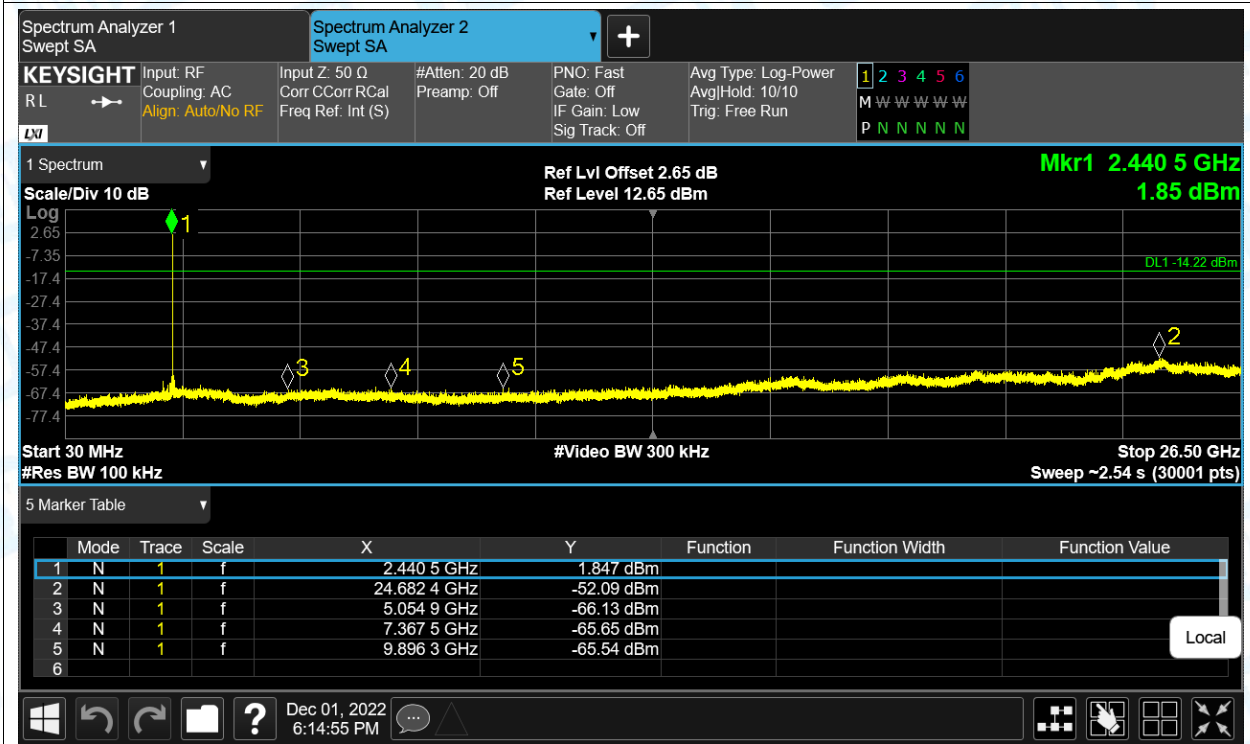 Spectrum Analyzer 1
Swept SA
Spectrum Analyzer 2
Swept SA
KEYSIGHT
R L
LXI
Input: RF
Coupling: AC
Align: Auto/No RF
Input Z: 50 Ω
Corr CCorr RCal
Freq Ref: Int (S)
#Atten: 20 dB
Preamp: Off
PNO: Fast
Gate: Off
IF Gain: Low
Sig Track: Off
Avg Type: Log-Power
Avg|Hold: 10/10
Trig: Free Run
1 2 3 4 5 6
M W W W W W
P N N N N N
1 Spectrum
Scale/Div 10 dB
Ref Lvl Offset 2.65 dB
Ref Level 12.65 dBm
Mkr1 2.440 5 GHz
1.85 dBm
Log
2.65
-7.35
-17.4
-27.4
-37.4
-47.4
-57.4
-67.4
-77.4
1
DL1 -14.22 dBm
2
3
4
5
Start 30 MHz
#Video BW 300 kHz
Stop 26.50 GHz
#Res BW 100 kHz
Sweep ~2.54 s (30001 pts)
5 Marker Table
Mode Trace Scale X Y Function Function Width Function Value
1 N 1 f 2.440 5 GHz 1.847 dBm
2 N 1 f 24.682 4 GHz -52.09 dBm
3 N 1 f 5.054 9 GHz -66.13 dBm
4 N 1 f 7.367 5 GHz -65.65 dBm
5 N 1 f 9.896 3 GHz -65.54 dBm
6
Local
?
Dec 01, 2022
6:14:55 PM